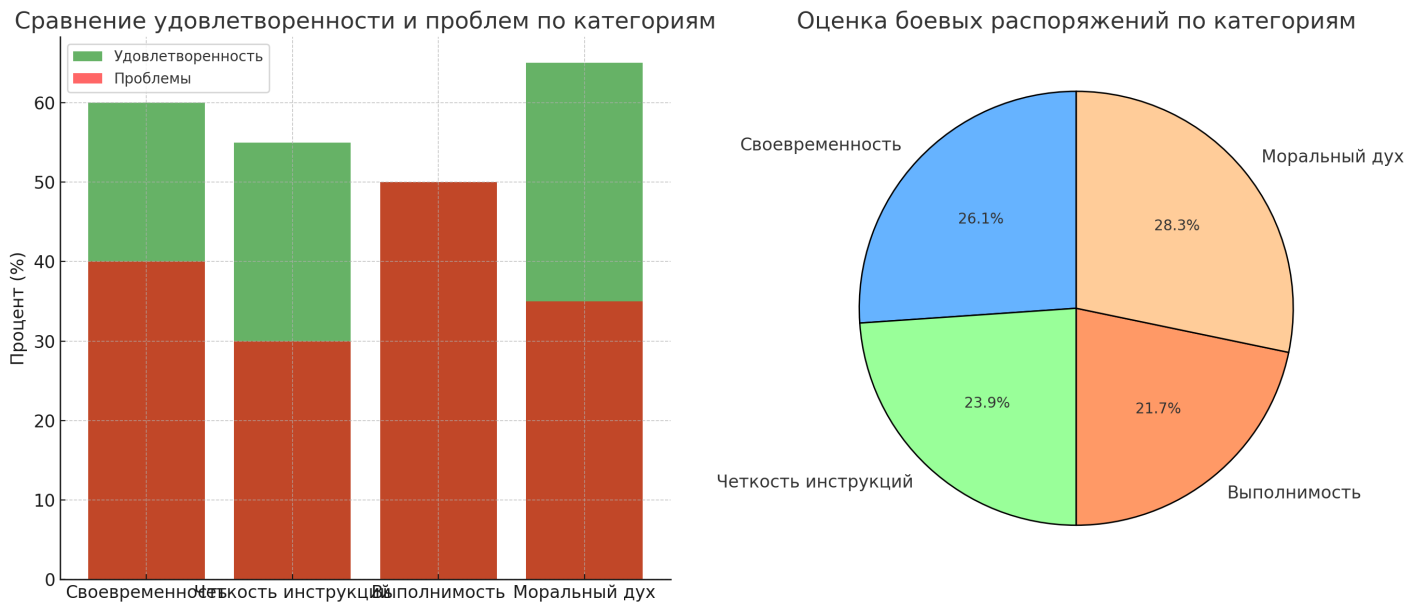 Сравнение удовлетворенности и проблем по категориям
Удовлетворенность
Проблемы
Процент (%)
60
50
40
30
20
10
0
Своевременность
Четкость инструкций
Выполнимость
Моральный дух
Оценка боевых распоряжений по категориям
Своевременность
Моральный дух
26.1%
28.3%
23.9%
21.7%
Четкость инструкций
Выполнимость